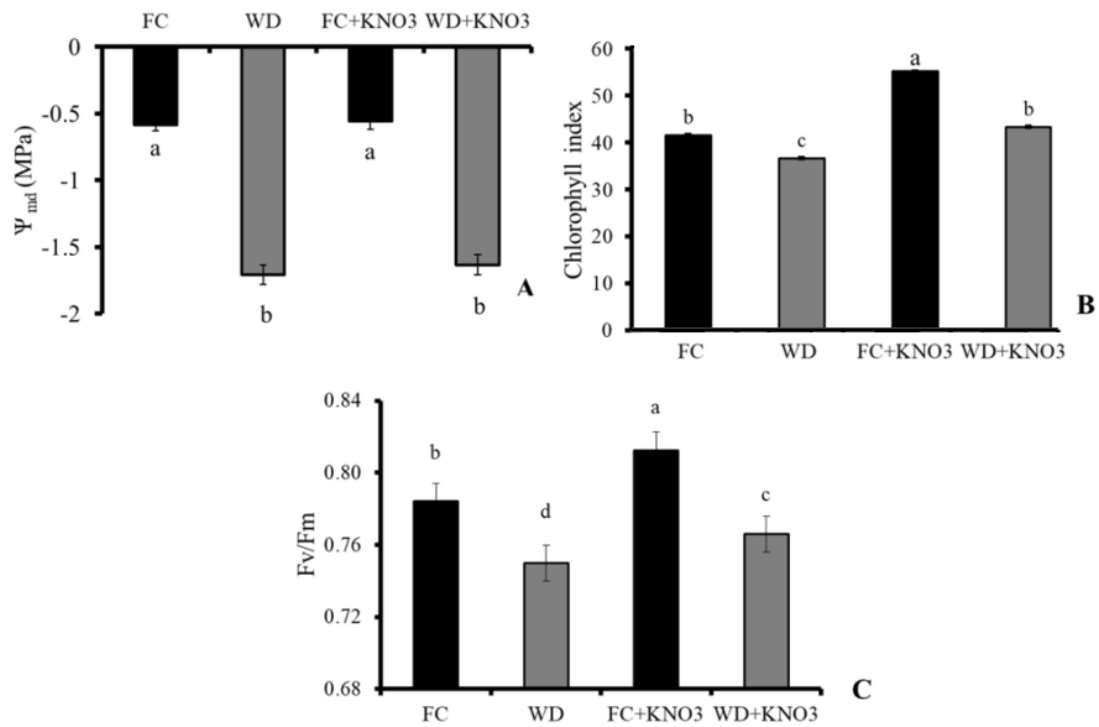 FC WD FC+KNO3 WD+KNO3
0
-0.5
-1
-1.5
-2
Ψ md (MPa)
a b a b
A
60
50
40
30
20
10
0
Chlorophyll index
b c a b
FC WD FC+KNO3 WD+KNO3
B
0.84
0.80
0.76
0.72
0.68
Fv/Fm
b d a c
FC WD FC+KNO3 WD+KNO3
C